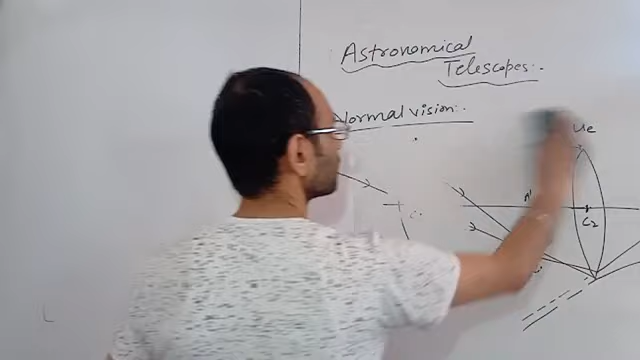 Astronomical
Telescopes:.
Normal vision:.
A'
C2
L